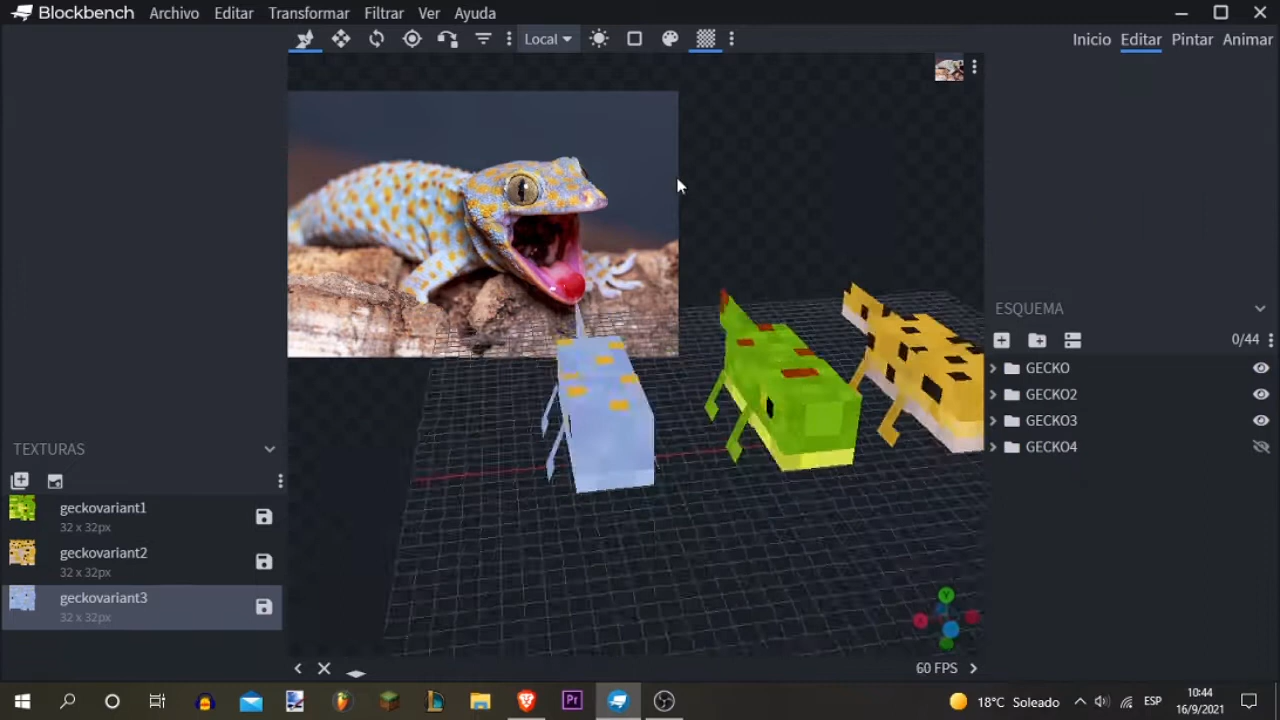 Blockbench
Archivo Editar Transformar Filtrar Ver Ayuda
Local
Inicio Editar Pintar Animar
ESQUEMA
0/44
GECKO
GECKO2
GECKO3
GECKO4
TEXTURAS
geckovariant1
32 x 32px
geckovariant2
32 x 32px
geckovariant3
32 x 32px
Y
60 FPS
Pr
18°C Soleado
ESP
10:44
16/9/2021